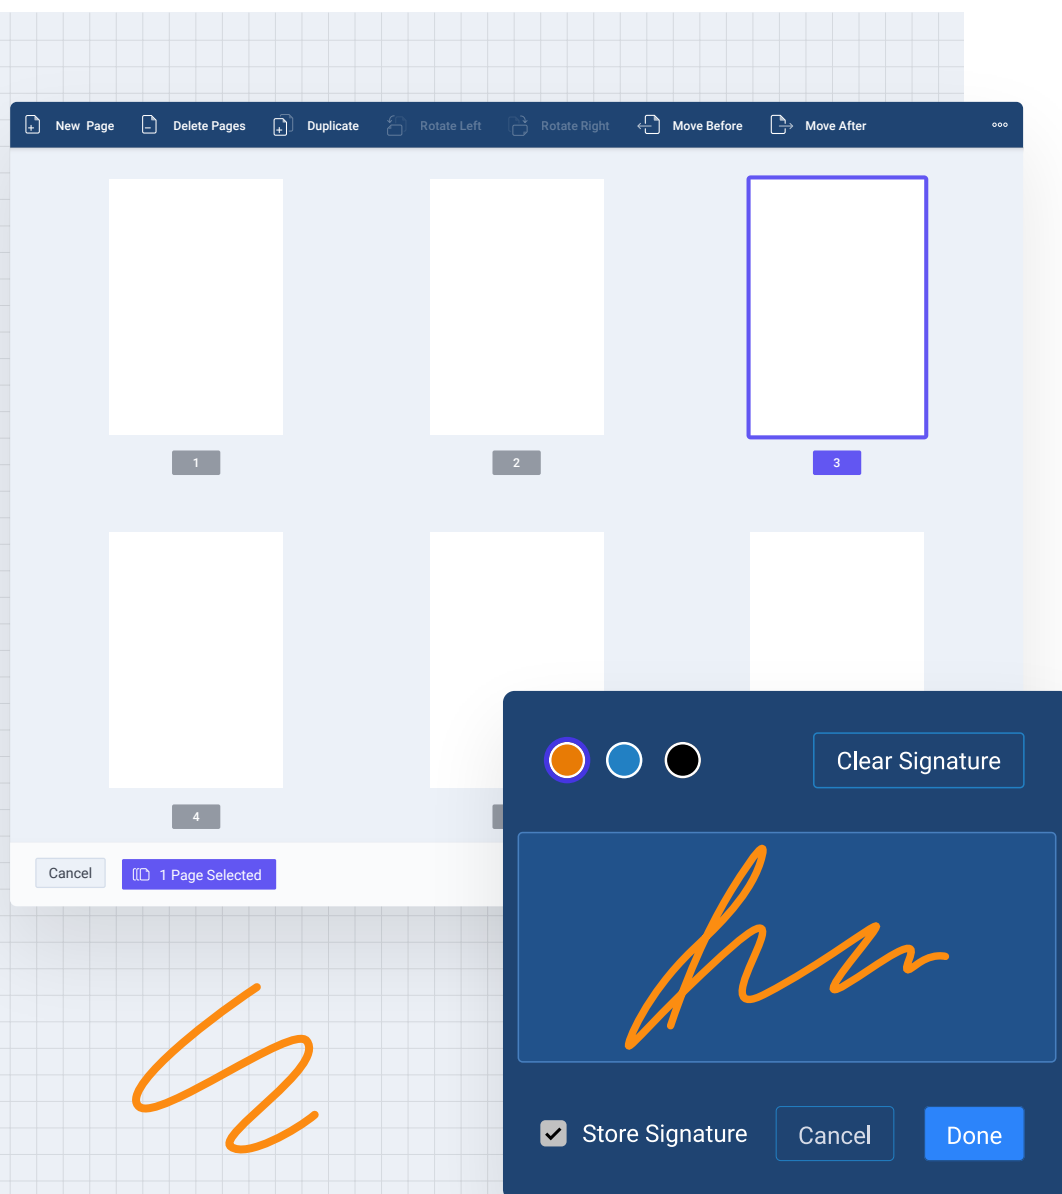 New Page Delete Pages Duplicate Rotate Left Rotate Right Move Before Move After
1 2 3
4
Cancel 1 Page Selected
Clear Signature
Store Signature Cancel Done